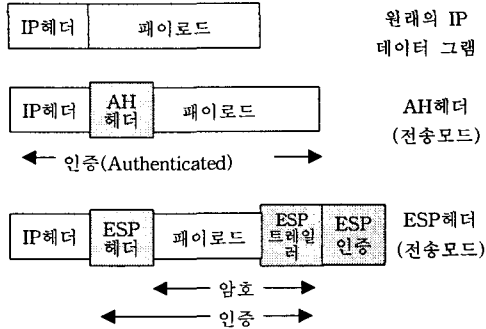 IP헤더
페이로드
원래의 IP
데이터 그램
IP헤더
AH
헤더
페이로드
AH헤더
(전송모드)
인증(Authenticated)
IP헤더
ESP
헤더
페이로드
ESP
트레일
러
ESP
인증
ESP헤더
(전송모드)
암호
인증